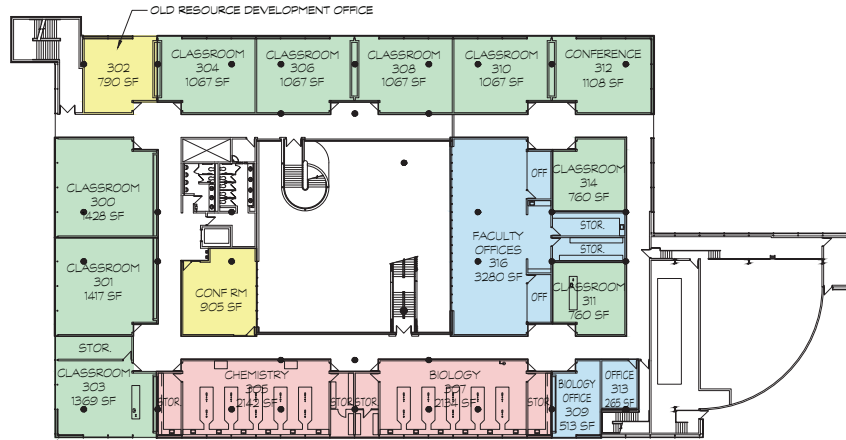 OLD RESOURCE DEVELOPMENT OFFICE
302
790 SF
CLASSROOM
304
1067 SF
CLASSROOM
306
1067 SF
CLASSROOM
308
1067 SF
CLASSROOM
310
1067 SF
CONFERENCE
312
1108 SF
CLASSROOM
300
1428 SF
OFF
CLASSROOM
314
760 SF
STOR.
STOR.
FACULTY
OFFICES
316
3280 SF
CLASSROOM
301
1417 SF
CONF RM
905 SF
OFF
CLASSROOM
311
760 SF
STOR.
CLASSROOM
303
1369 SF
STOR
CHEMISTRY
305
2142 SF
STOR
BIOLOGY
307
2134 SF
STOR
BIOLOGY
OFFICE
309
513 SF
OFFICE
313
265 SF